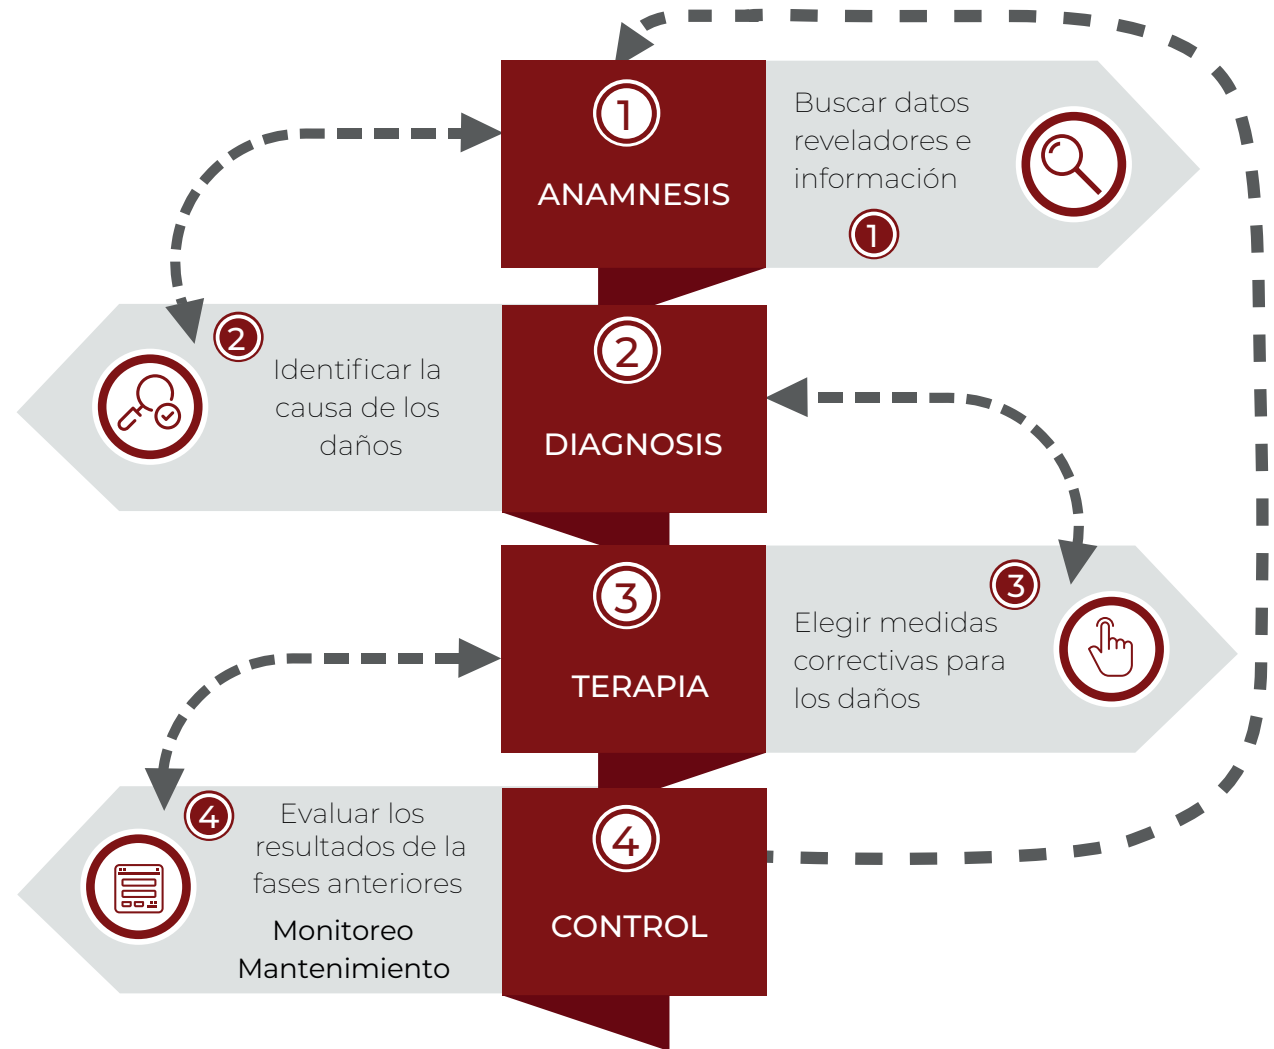 1
ANAMNESIS
Buscar datos
reveladores e
información
1
2
Identificar la
causa de los
daños
2
DIAGNOSIS
3
TERAPIA
3
Elegir medidas
correctivas para
los daños
4
Evaluar los
resultados de la
fases anteriores
Monitoreo
Mantenimiento
4
CONTROL